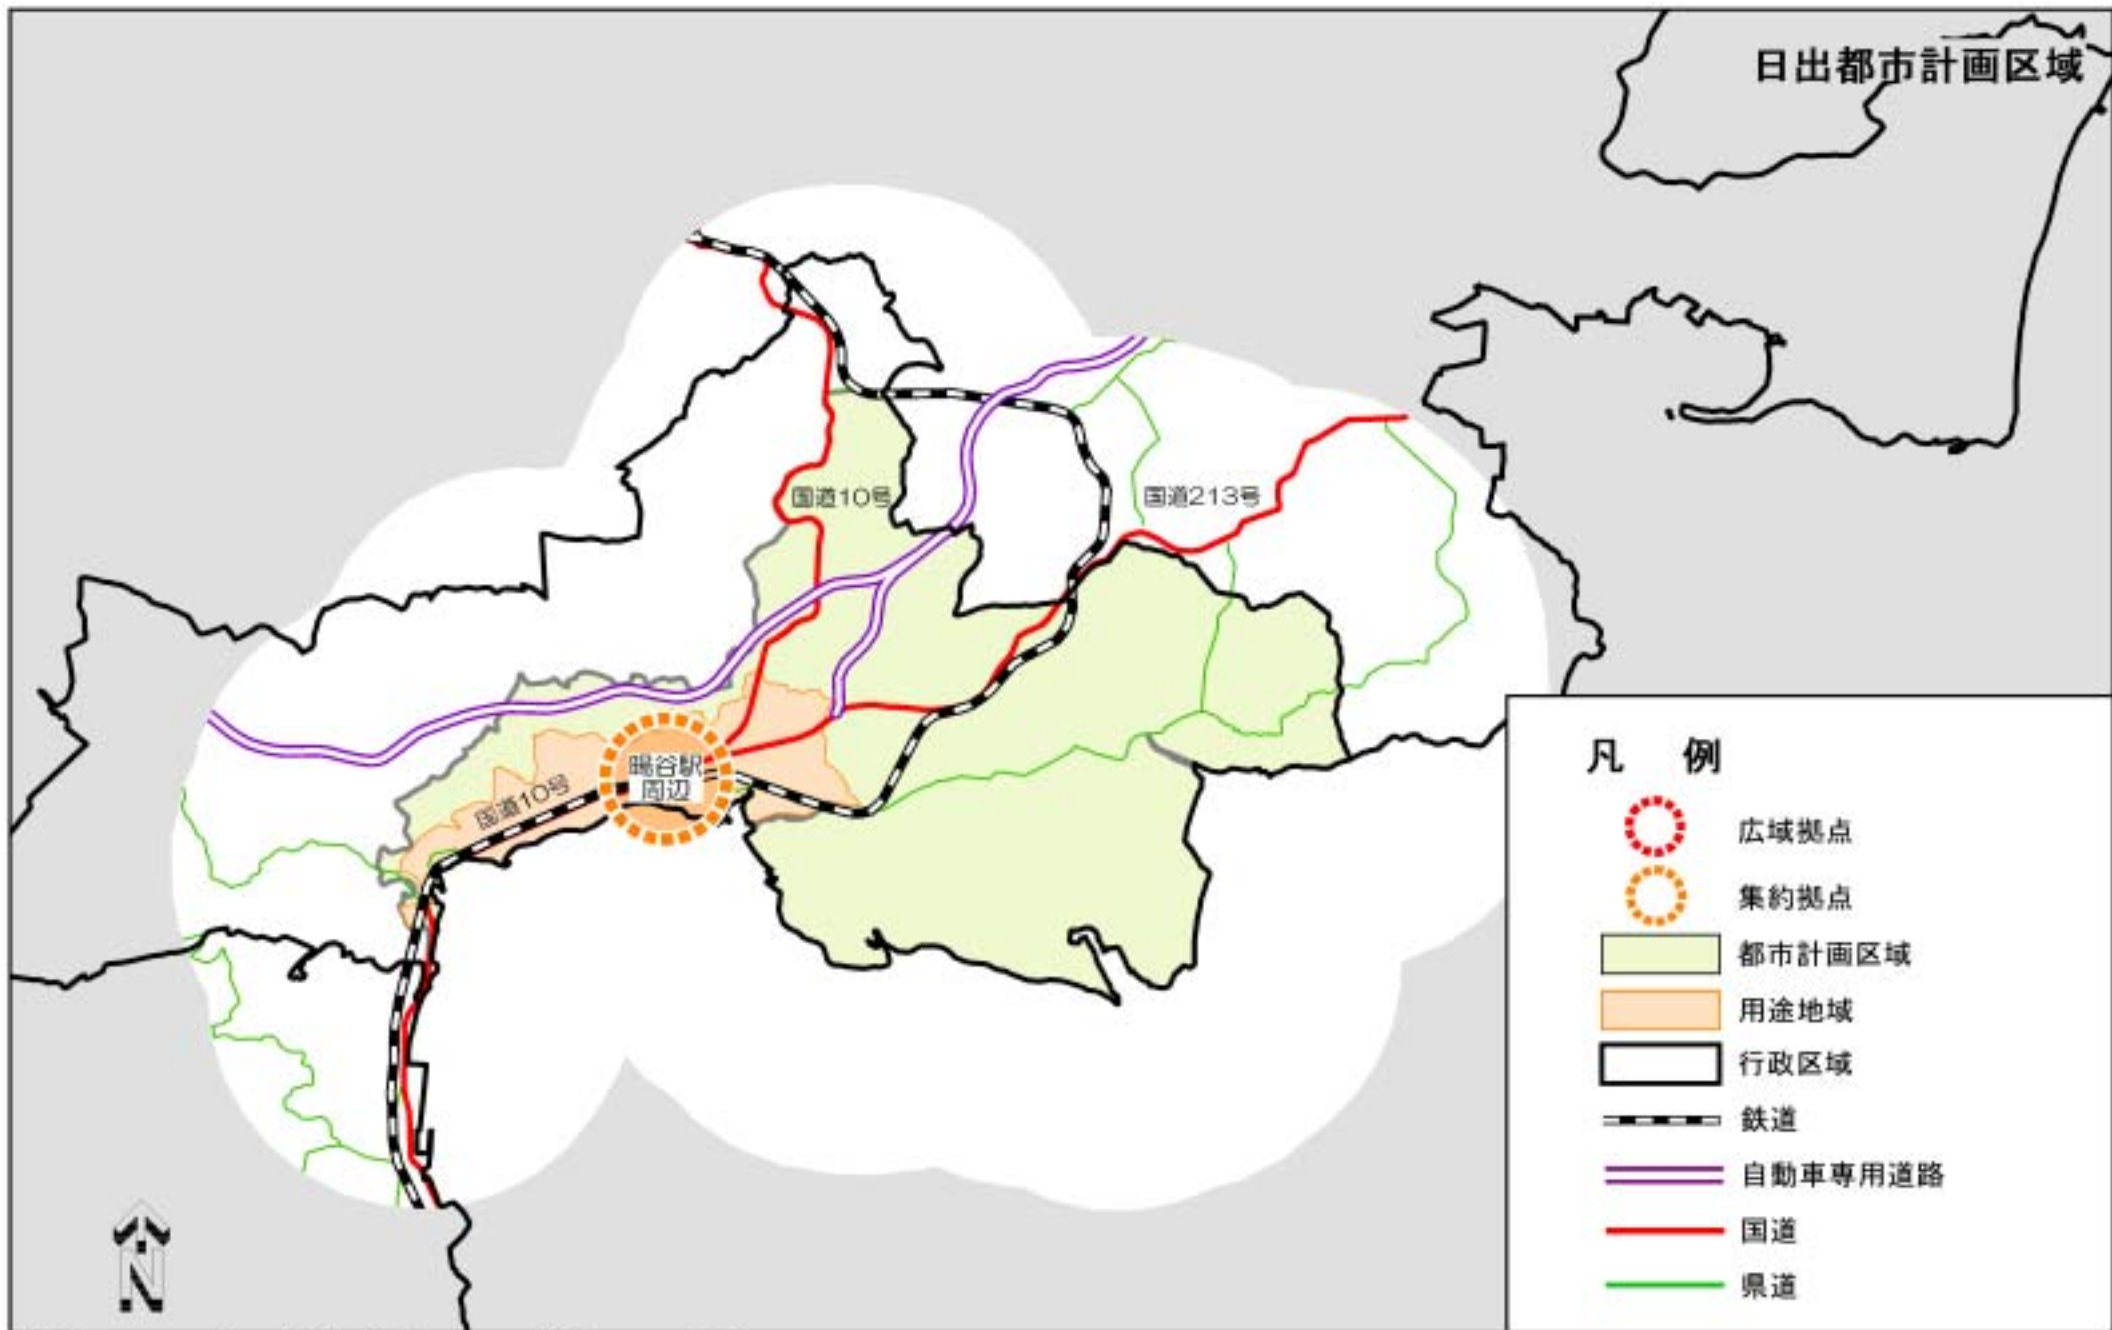 日出都市計画区域
国道10号
国道213号
暘谷駅
周辺
国道10号
凡 例
広域拠点
集約拠点
都市計画区域
用途地域
行政区域
鉄道
自動車専用道路
国道
県道
N